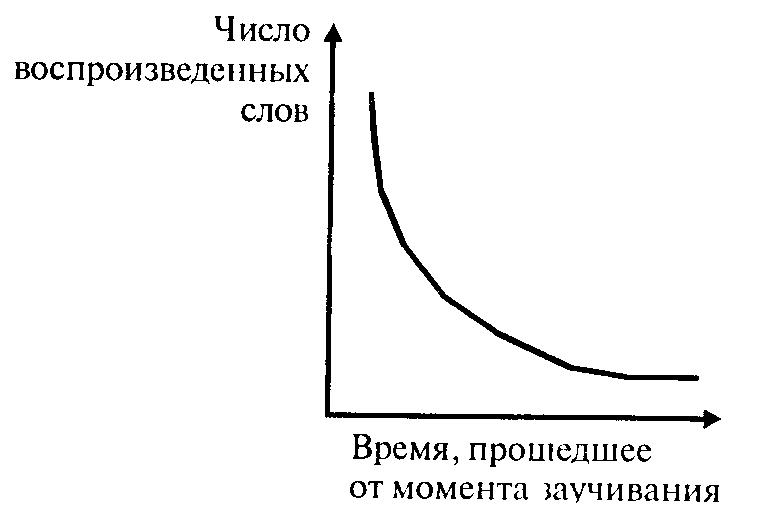 Число
воспроизведенных
слов
Время, прошедшее
от момента заучивания